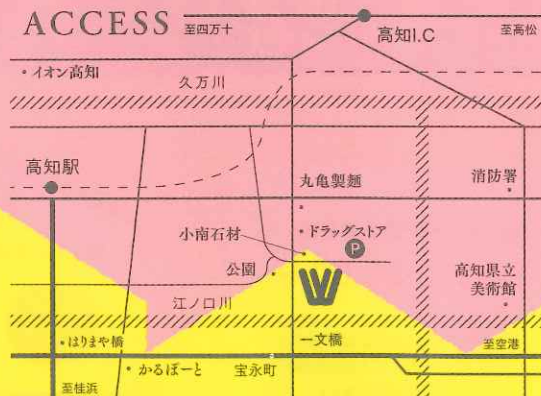 ACCESS
至四万十
高知I.C
至高松
・イオン高知
久万川
高知駅
丸亀製麺
消防署
小南石材
・ドラッグストア
P
公園
高知県立
美術館
W
江ノ口川
・はりまや橋
一文橋
至空港
・かるぽーと
宝永町
至桂浜